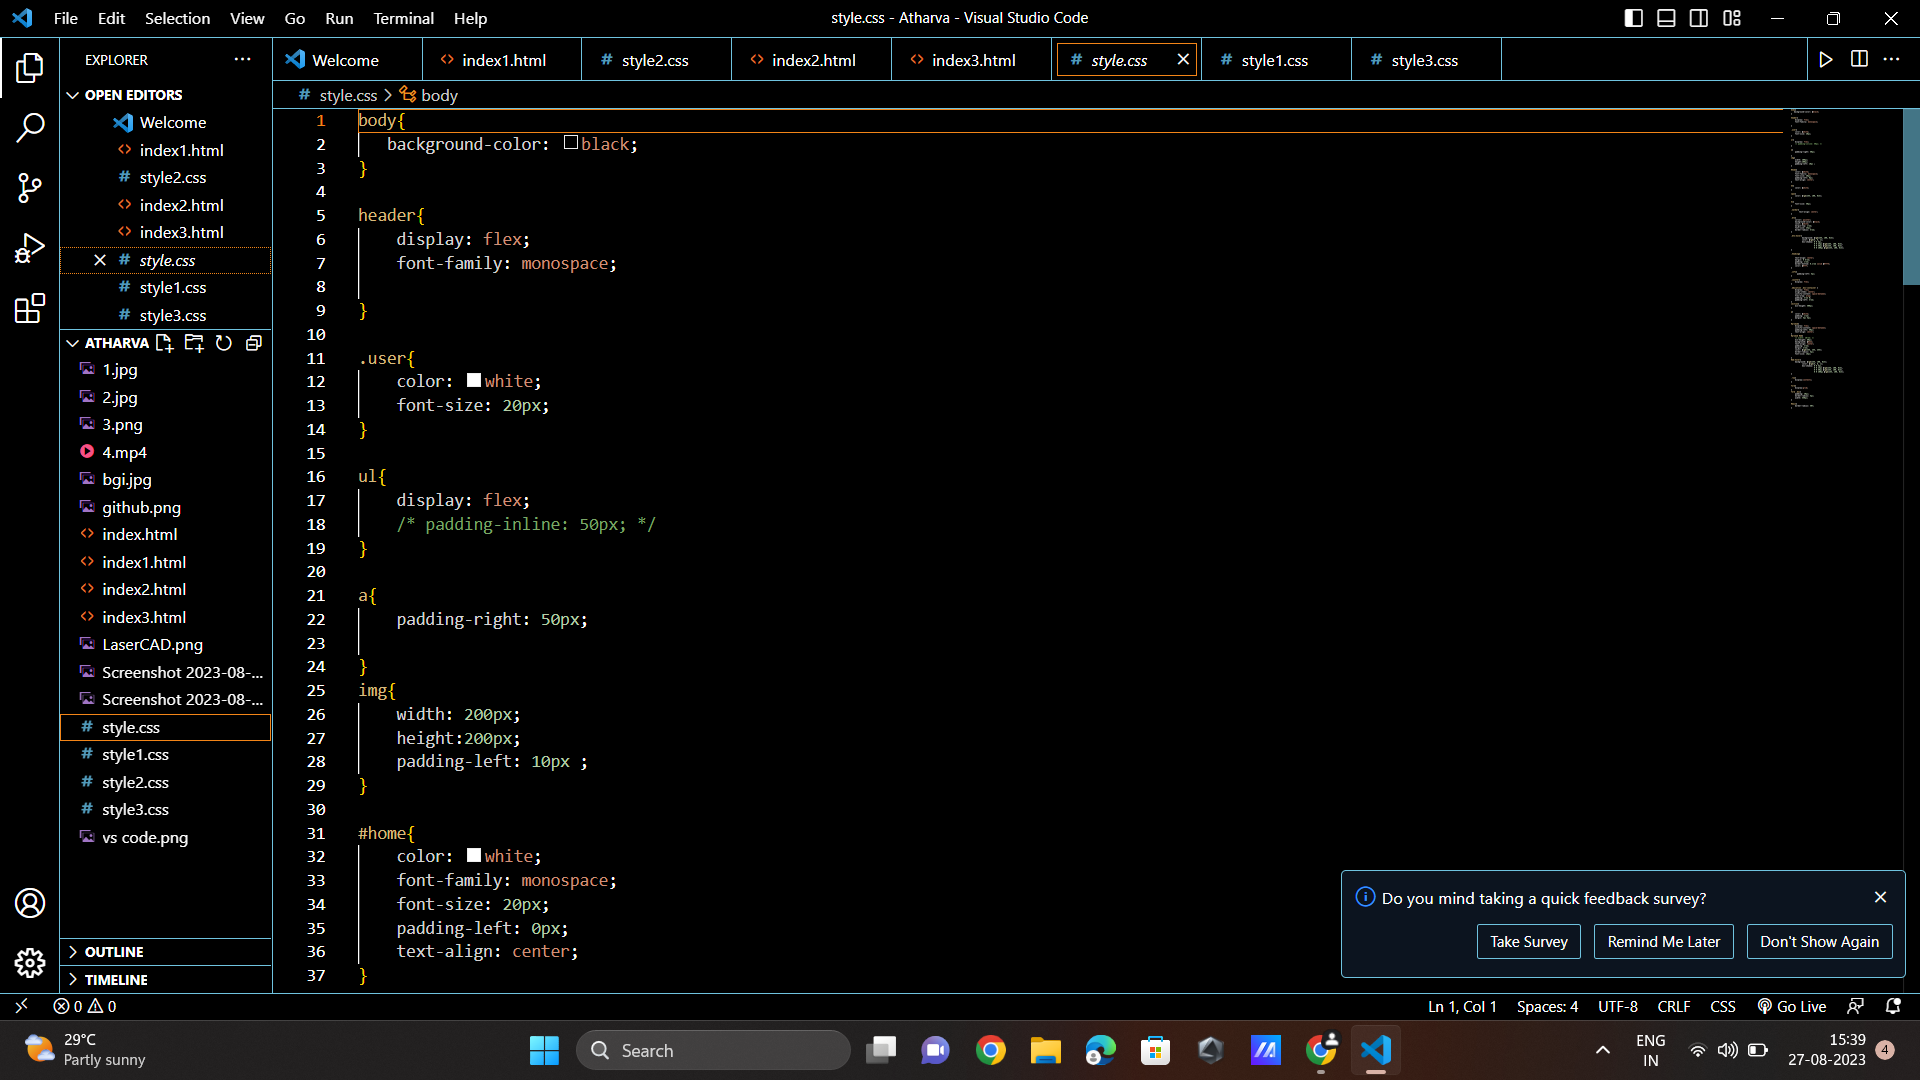 File Edit Selection View Go Run Terminal Help
style.css - Atharva - Visual Studio Code
EXPLORER
OPEN EDITORS
Welcome
index1.html
style2.css
index2.html
index3.html
style.css
style1.css
style3.css
ATHARVA
1.jpg
2.jpg
3.png
4.mp4
bgi.jpg
github.png
index.html
index1.html
index2.html
index3.html
LaserCAD.png
Screenshot 2023-08-...
Screenshot 2023-08-...
style.css
style1.css
style2.css
style3.css
vs code.png
OUTLINE
TIMELINE
Welcome index1.html style2.css index2.html index3.html style.css style1.css style3.css
style.css > body
1 body{
2 background-color: black;
3 }
4
5 header{
6 display: flex;
7 font-family: monospace;
8
9 }
10
11 .user{
12 color: white;
13 font-size: 20px;
14 }
15
16 ul{
17 display: flex;
18 /* padding-inline: 50px; */
19 }
20
21 a{
22 padding-right: 50px;
23
24 }
25 img{
26 width: 200px;
27 height:200px;
28 padding-left: 10px ;
29 }
30
31 #home{
32 color: white;
33 font-family: monospace;
34 font-size: 20px;
35 padding-left: 0px;
36 text-align: center;
37 }
Do you mind taking a quick feedback survey?
Take Survey Remind Me Later Don't Show Again
0 0
Ln 1, Col 1 Spaces: 4 UTF-8 CRLF CSS Go Live
29°C
Partly sunny
Search
ENG
IN
15:39
27-08-2023
4